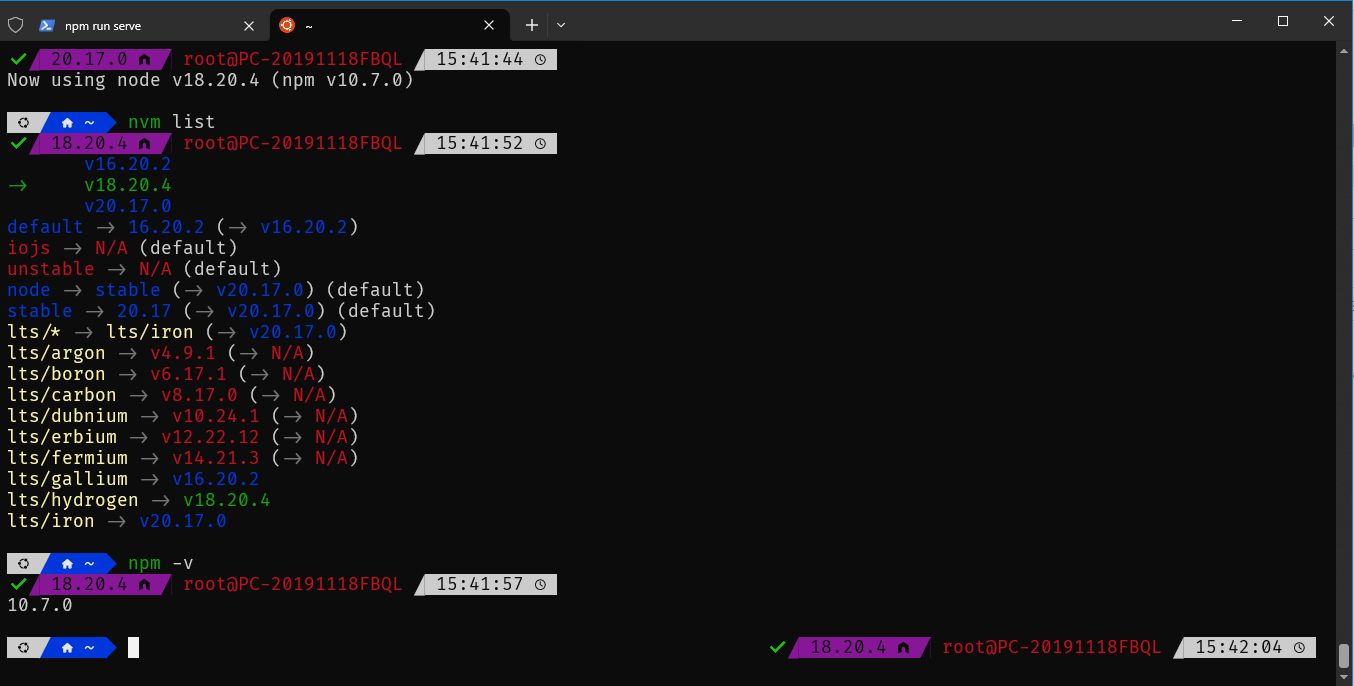 npm run serve
~
20.17.0 root@PC-20191118FBQL 15:41:44
Now using node v18.20.4 (npm v10.7.0)
~ nvm list
18.20.4 root@PC-20191118FBQL 15:41:52
v16.20.2
→ v18.20.4
v20.17.0
default → 16.20.2 (→ v16.20.2)
iojs → N/A (default)
unstable → N/A (default)
node → stable (→ v20.17.0) (default)
stable → 20.17 (→ v20.17.0) (default)
lts/* → lts/iron (→ v20.17.0)
lts/argon → v4.9.1 (→ N/A)
lts/boron → v6.17.1 (→ N/A)
lts/carbon → v8.17.0 (→ N/A)
lts/dubnium → v10.24.1 (→ N/A)
lts/erbium → v12.22.12 (→ N/A)
lts/fermium → v14.21.3 (→ N/A)
lts/gallium → v16.20.2
lts/hydrogen → v18.20.4
lts/iron → v20.17.0
~ npm -v
18.20.4 root@PC-20191118FBQL 15:41:57
10.7.0
~ 18.20.4 root@PC-20191118FBQL 15:42:04